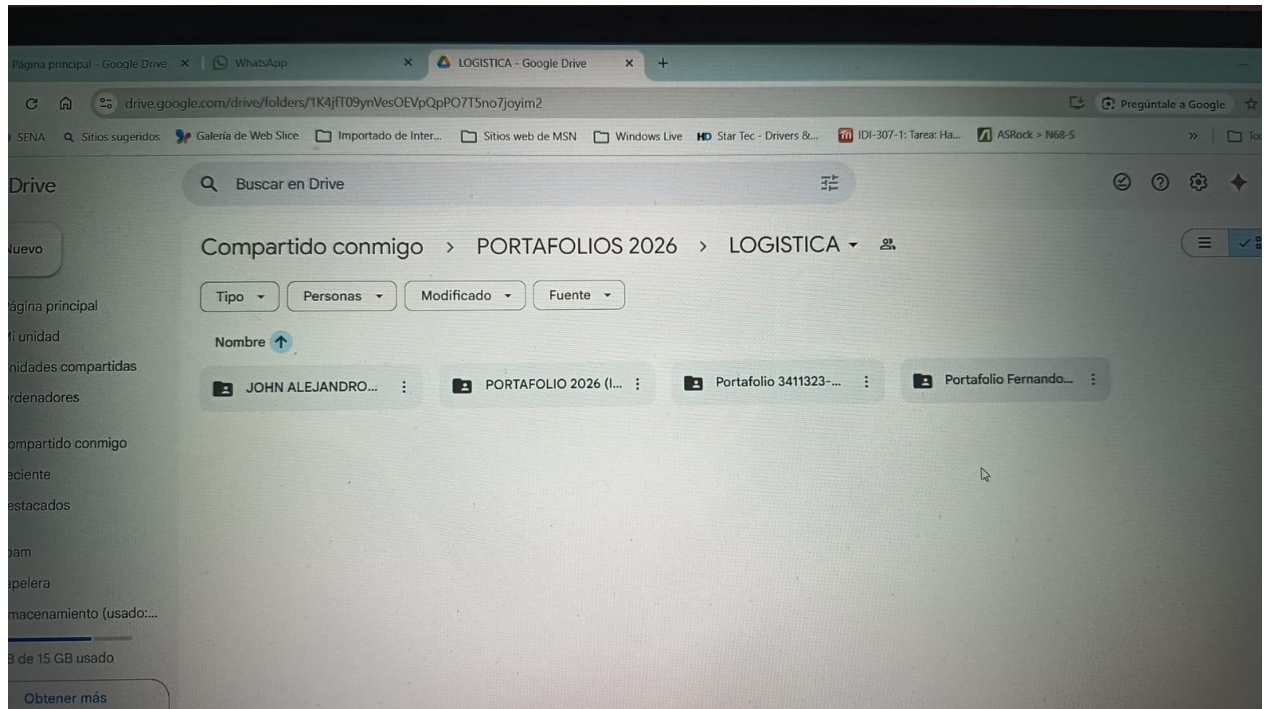 Página principal - Google Drive
WhatsApp
LOGISTICA - Google Drive
drive.google.com/drive/folders/1K4jfT09ynVesOEVpQpPO7T5no7joyim2
Pregúntale a Google
SENA
Sitios sugeridos
Galería de Web Slice
Importado de Inter...
Sitios web de MSN
Windows Live
HD Star Tec - Drivers &...
IDI-307-1: Tarea: Ha...
ASRock > N68-S
»
Drive
Buscar en Drive
uevo
Compartido conmigo > PORTAFOLIOS 2026 > LOGISTICA
Tipo
Personas
Modificado
Fuente
ágina principal
i unidad
nidades compartidas
rdenadores
ompartido conmigo
eciente
estacados
pam
apelera
macenamiento (usado:...
B de 15 GB usado
Obtener más
Nombre
JOHN ALEJANDRO...
PORTAFOLIO 2026 (I...
Portafolio 3411323-...
Portafolio Fernando...